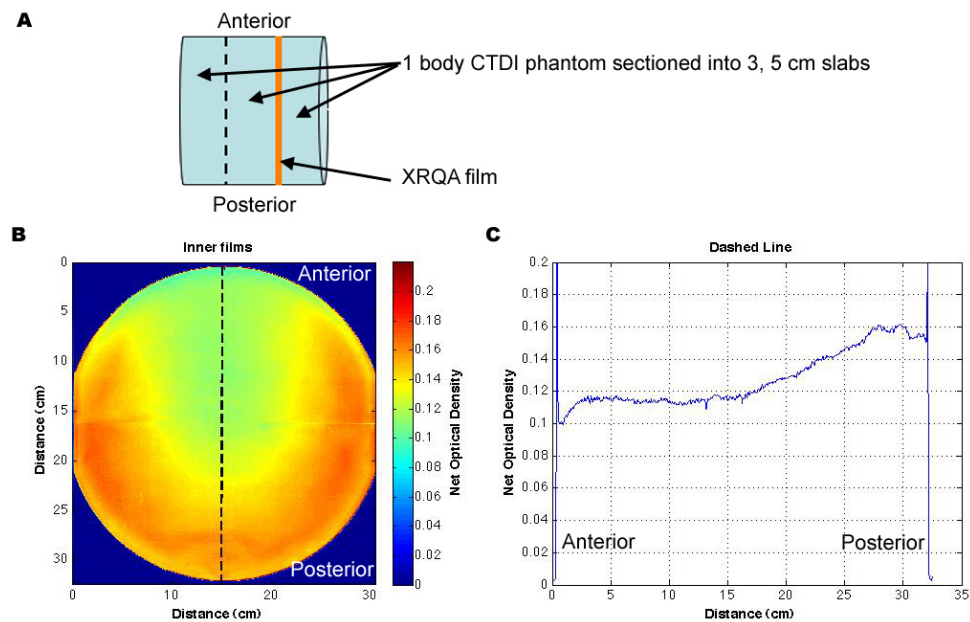 A
Anterior
1 body CTDI phantom sectioned into 3, 5 cm slabs
XRQA film
Posterior
B
Inner films
Anterior
Posterior
0
5
10
15
20
25
30
Distance (cm)
0
10
20
30
Distance (cm)
0.2
0.18
0.16
0.14
0.12
0.1
0.08
0.06
0.04
0.02
0
Net Optical Density
C
Dashed Line
0.2
0.18
0.16
0.14
0.12
0.1
0.08
0.06
0.04
0.02
0
Net Optical Density
Anterior
Posterior
0
5
10
15
20
25
30
35
Distance (cm)